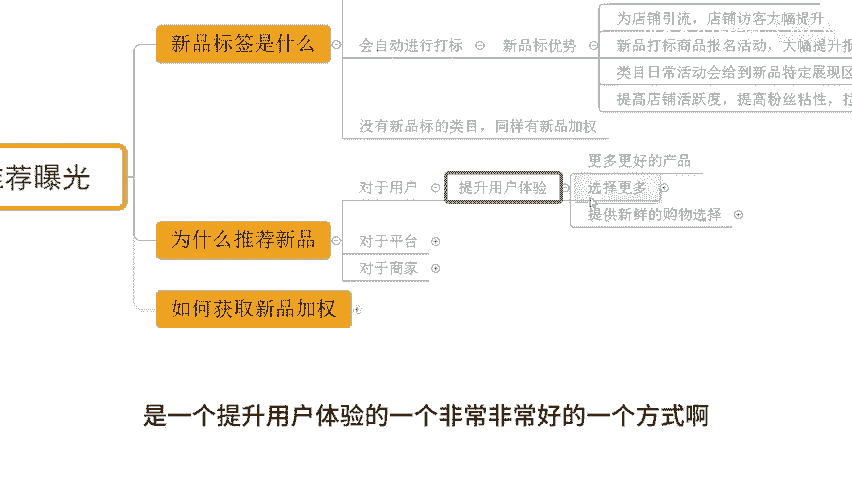 为店铺引流，店铺访客大幅提升
新品标签是什么
会自动进行打标
新品标优势
新品打标商品报名活动，大幅提升报
类目日常活动会给到新品特定展现区
提高店铺活跃度，提高粉丝粘性，拉
没有新品标的类目，同样有新品加权
荐曝光
更多更好的产品
对于用户
提升用户体验
选择更多
提供新鲜的购物选择
为什么推荐新品
对于平台
对于商家
如何获取新品加权
是一个提升用户体验的一个非常非常好的一个方式啊